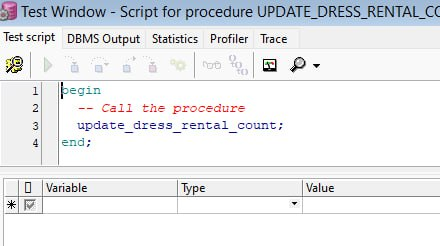 Test Window - Script for procedure UPDATE_DRESS_RENTAL_CO
Test script DBMS Output Statistics Profiler Trace
1 begin
2 -- Call the procedure
3 update_dress_rental_count;
4 end;
Variable Type Value